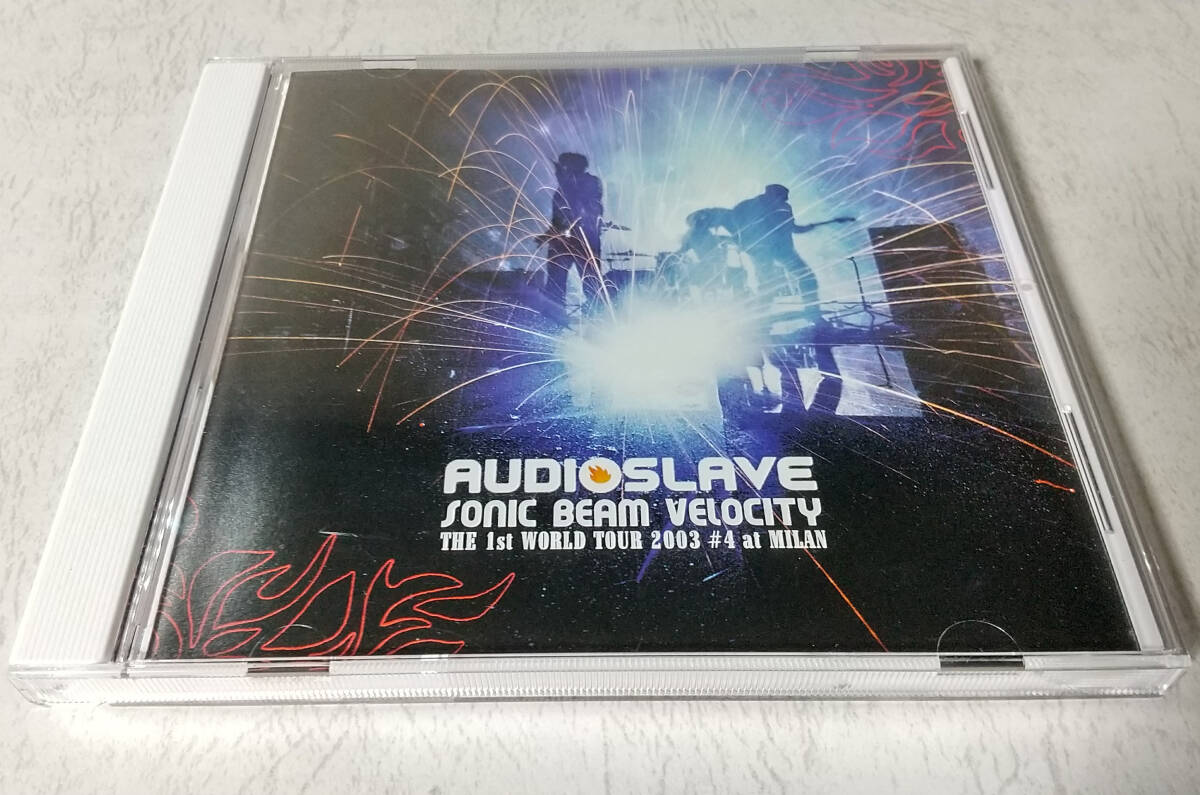 AUDIOSLAVE
SONIC BEAM VELOCITY
THE 1st WORLD TOUR 2003 #4 at MILAN